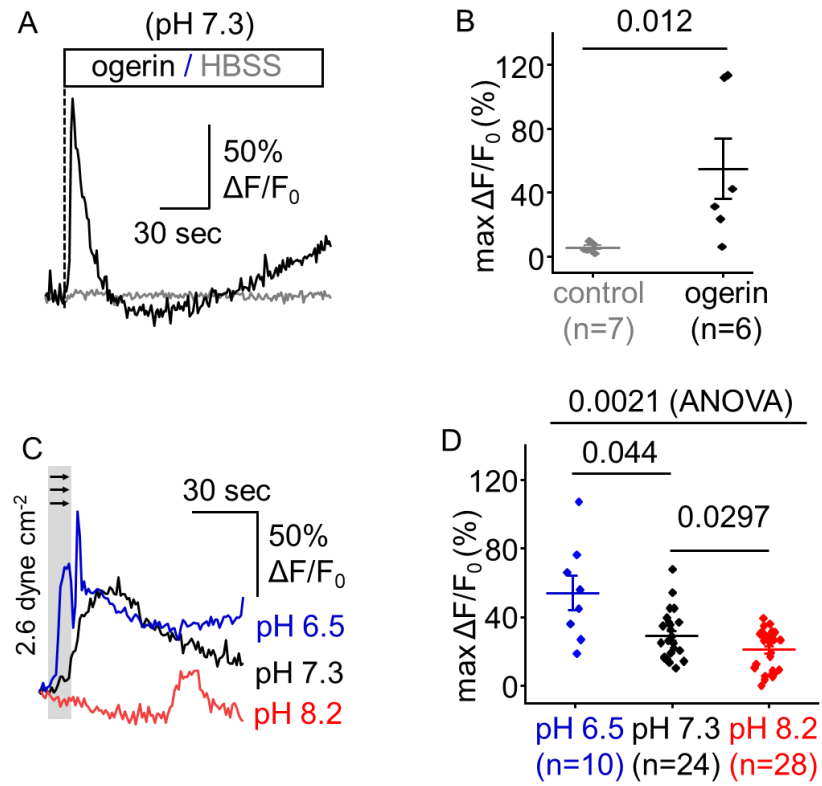 A
(pH 7.3)
ogerin / HBSS
50%
ΔF/F0
30 sec
B
0.012
max ΔF/F0 (%)
120
80
40
0
control
(n=7)
ogerin
(n=6)
C
2.6 dyne cm-2
30 sec
50%
ΔF/F0
pH 6.5
pH 7.3
pH 8.2
D
0.0021 (ANOVA)
0.044
0.0297
max ΔF/F0 (%)
120
80
40
0
pH 6.5 pH 7.3 pH 8.2
(n=10) (n=24) (n=28)